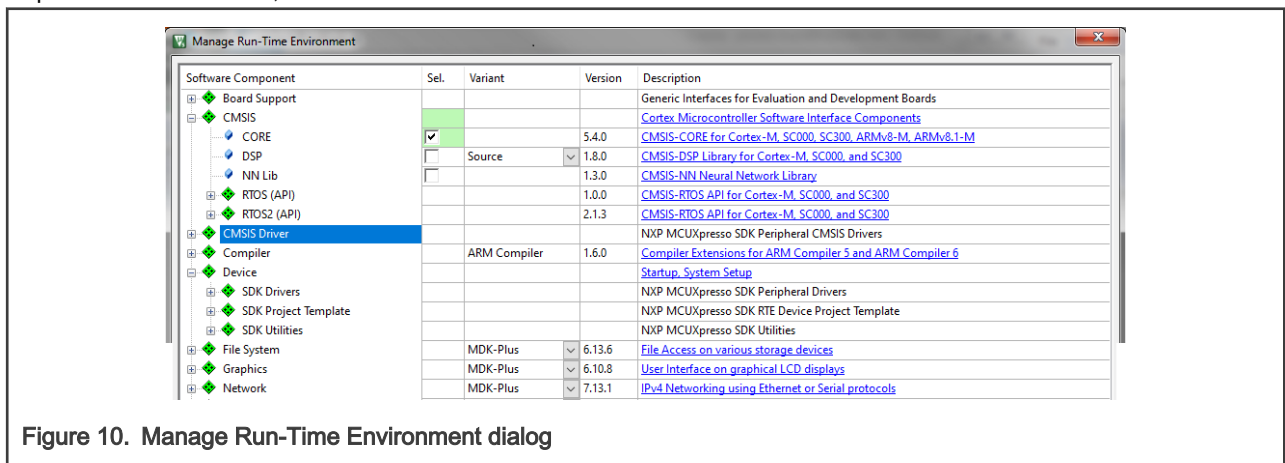 Manage Run-Time Environment
Software Component Sel. Variant Version Description
Board Support Generic Interfaces for Evaluation and Development Boards
CMSIS Cortex Microcontroller Software Interface Components
CORE 5.4.0 CMSIS-CORE for Cortex-M, SC000, SC300, ARMv8-M, ARMv8.1-M
DSP Source 1.8.0 CMSIS-DSP Library for Cortex-M, SC000, and SC300
NN Lib 1.3.0 CMSIS-NN Neural Network Library
RTOS (API) 1.0.0 CMSIS-RTOS API for Cortex-M, SC000, and SC300
RTOS2 (API) 2.1.3 CMSIS-RTOS API for Cortex-M, SC000, and SC300
CMSIS Driver NXP MCUXpresso SDK Peripheral CMSIS Drivers
Compiler ARM Compiler 1.6.0 Compiler Extensions for ARM Compiler 5 and ARM Compiler 6
Device Startup, System Setup
SDK Drivers NXP MCUXpresso SDK Peripheral Drivers
SDK Project Template NXP MCUXpresso SDK RTE Device Project Template
SDK Utilities NXP MCUXpresso SDK Utilities
File System MDK-Plus 6.13.6 File Access on various storage devices
Graphics MDK-Plus 6.10.8 User Interface on graphical LCD displays
Network MDK-Plus 7.13.1 IPv4 Networking using Ethernet or Serial protocols
Figure 10. Manage Run-Time Environment dialog